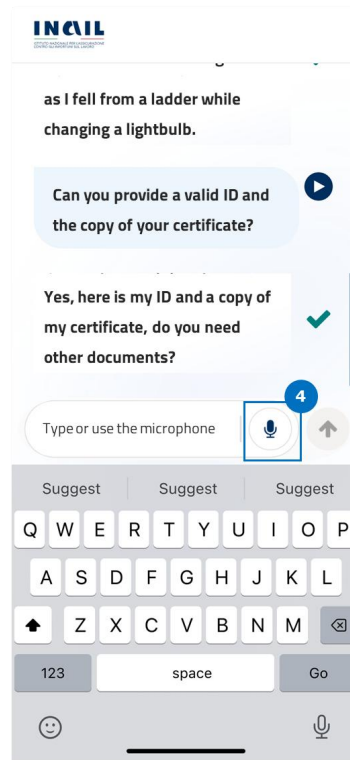 INAIL
ISTITUTO NAZIONALE PER L'ASSICURAZIONE
CONTRO GLI INFORTUNI SUL LAVORO
as I fell from a ladder while
changing a lightbulb.
Can you provide a valid ID and
the copy of your certificate?
Yes, here is my ID and a copy of
my certificate, do you need
other documents?
4
Type or use the microphone
Suggest Suggest Suggest
Q W E R T Y U I O P
A S D F G H J K L
Z X C V B N M
123 space Go